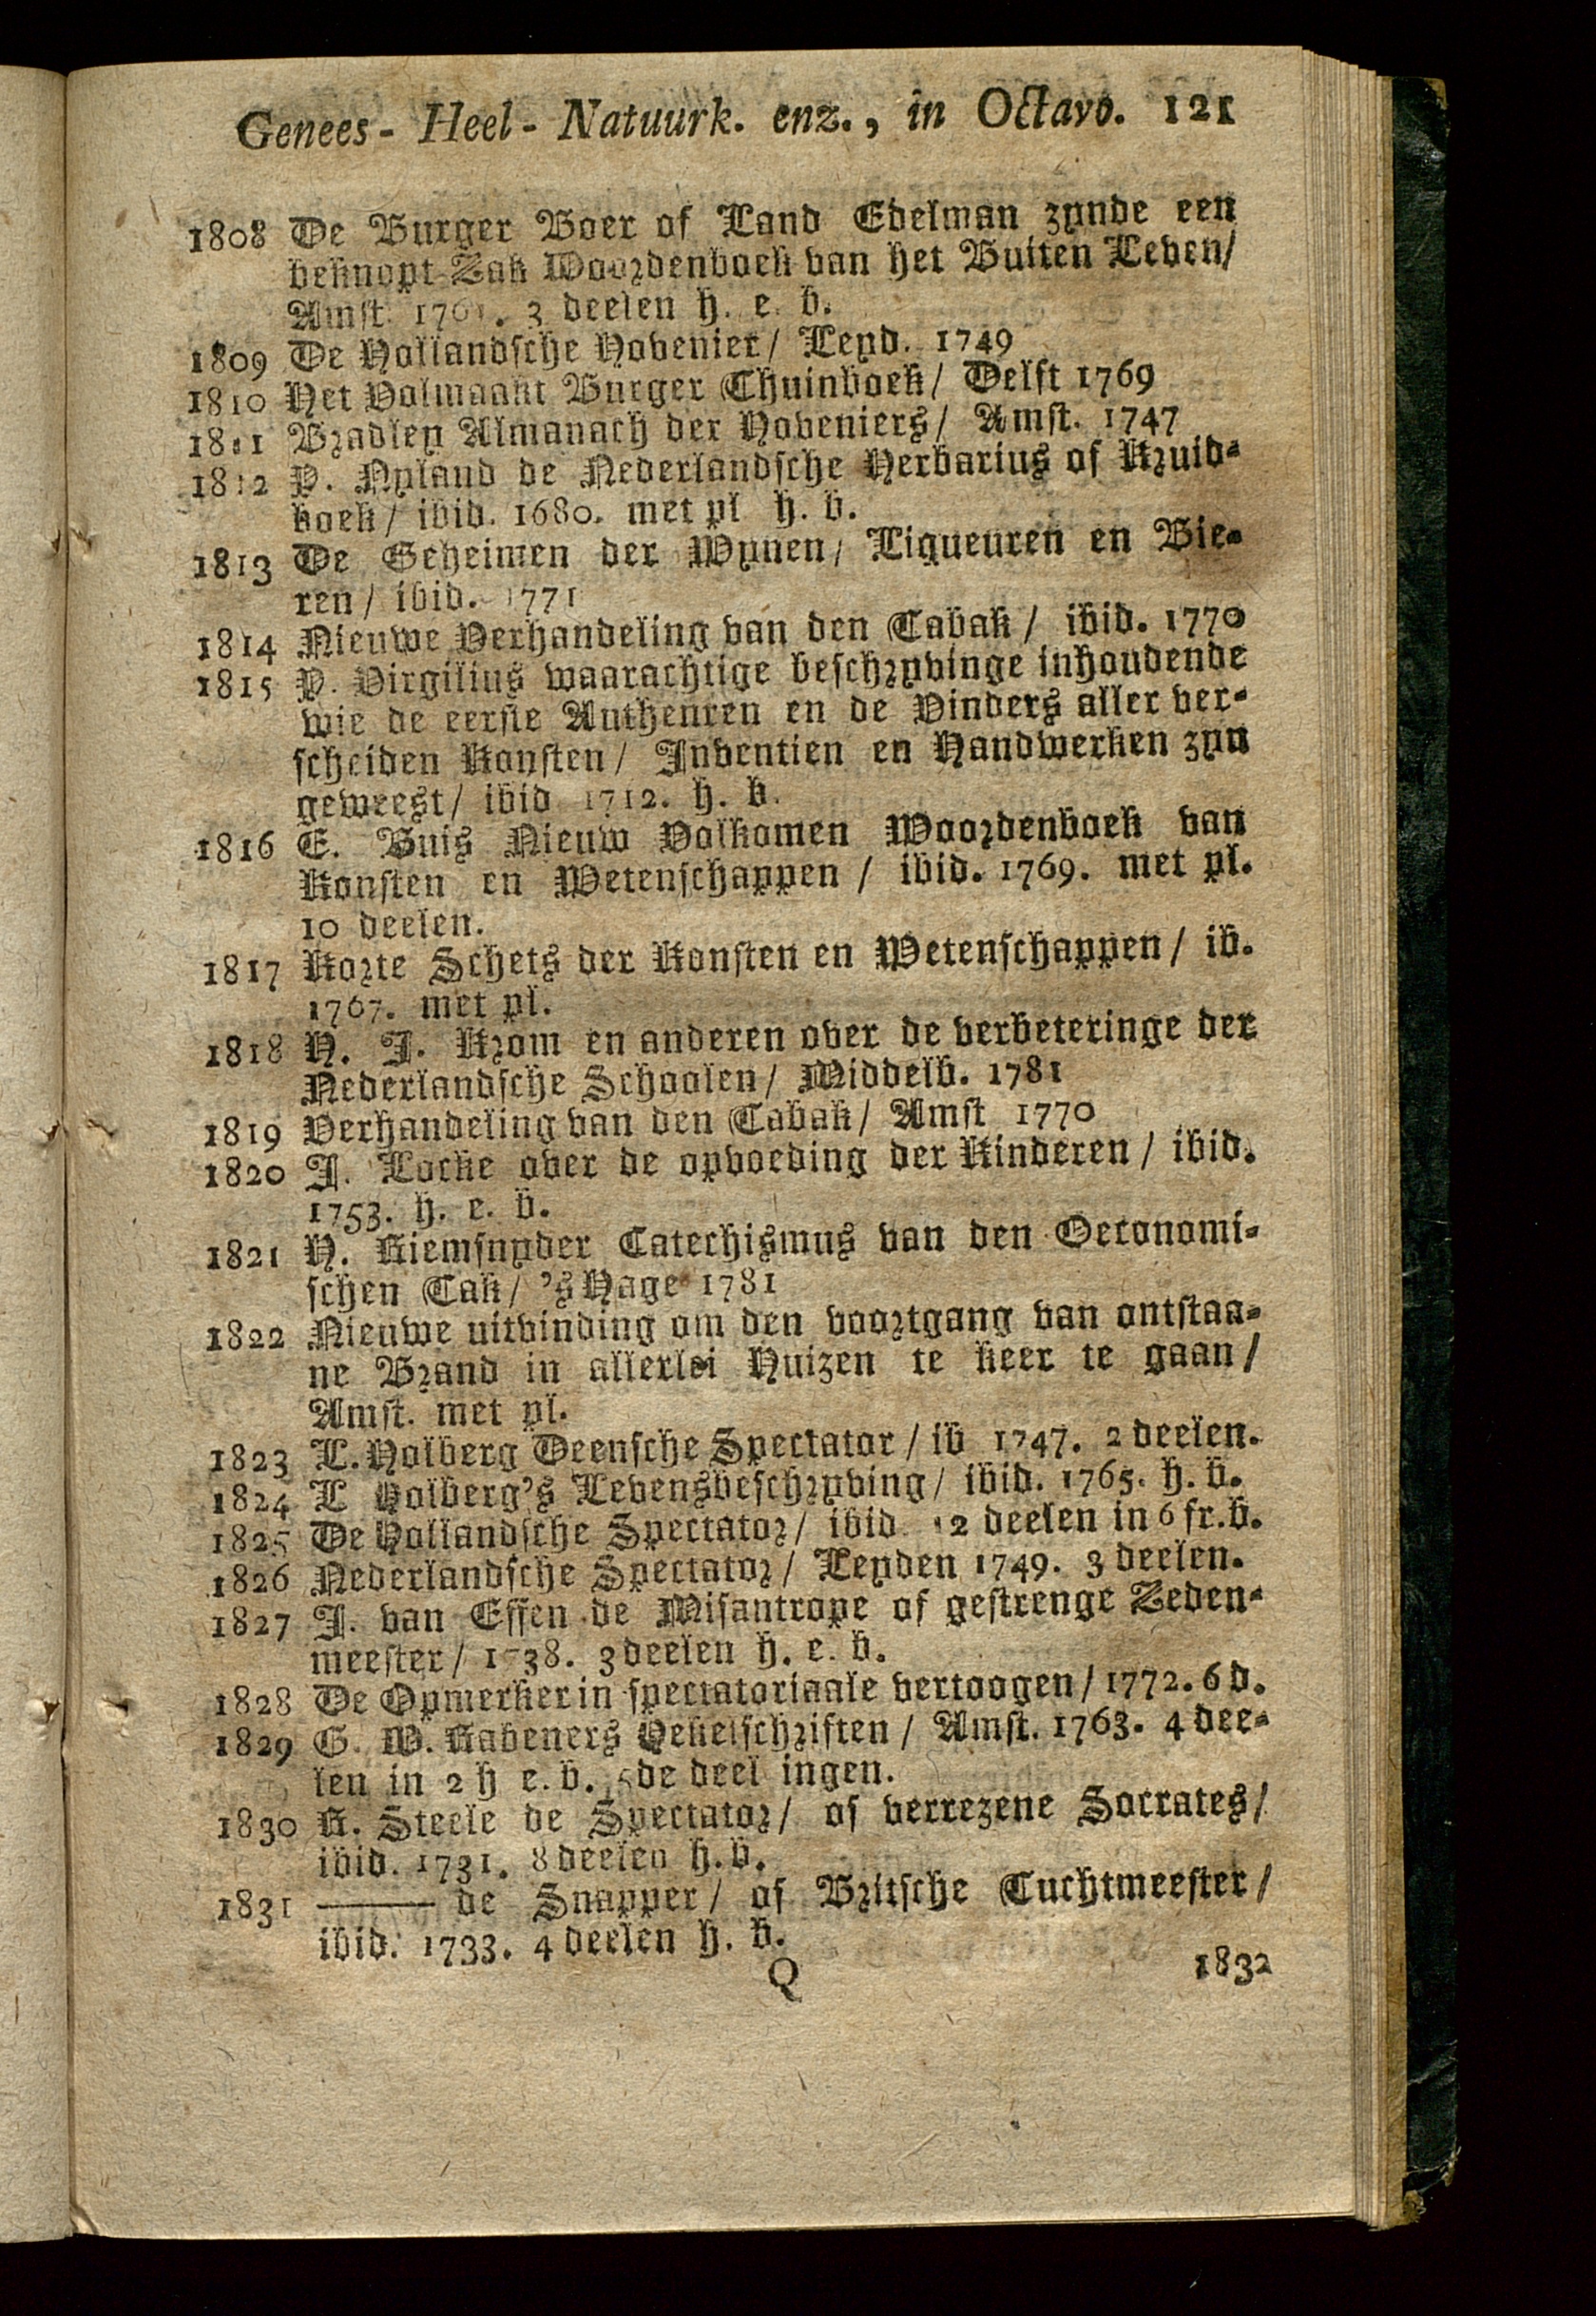 Genees- Heel- Natuurk. enz., in Octavo. 121
1808 De Burger Boer of Land Edelman zynde een
beknopt Zak Woordenboek van het Buiten Leven/
Amst. 1761. 3 deelen h. e. b.
1809 De Hollandsche Hovenier/ Leyd. 1749
1810 Het Volmaakt Burger Thuinboek/ Delft 1769
1811 Bradley Almanach der Hoveniers/ Amst. 1747
1812 P. Nyland de Nederlandsche Herbarius of Kruid-
boek/ ibid. 1680. met pl h. b.
1813 De Geheimen der Wynen/ Liqueuren en Bie-
ren/ ibid. 1771
1814 Nieuwe Verhandeling van den Tabak/ ibid. 1770
1815 P. Virgilius waarachtige beschryvinge inhoudende
wie de eerste Autheuren en de Vinders aller ver-
scheiden Konsten/ Inventien en Handwerken zyn
geweest/ ibid 1712. h. b.
1816 E. Buis Nieuw Volkomen Woordenboek van
Konsten en Wetenschappen/ ibid. 1769. met pl.
10 deelen.
1817 Korte Schets der Konsten en Wetenschappen/ ib.
1767. met pl.
1818 H. J. Krom en anderen over de verbeteringe der
Nederlandsche Schoolen/ Middelb. 1781
1819 Verhandeling van den Tabak/ Amst 1770
1820 J. Locke over de opvoeding der Kinderen/ ibid.
1753. h. e. b.
1821 H. Riemsnyder Catechismus van den Oeconomi-
schen Tak/ 'sHage 1781
1822 Nieuwe uitvinding om den voortgang van ontstaa-
ne Brand in allerlei Huizen te keer te gaan/
Amst. met pl.
1823 L. Holberg Deensche Spectator/ ib 1747. 2 deelen.
1824 L Holberg's Levensbeschryving/ ibid. 1765. h. b.
1825 De Hollandsche Spectator/ ibid 12 deelen in 6 fr. b.
1826 Nederlandsche Spectator/ Leyden 1749. 3 deelen.
1827 J. van Effen de Misantrope of gestrenge Zeden-
meester/ 1738. 3 deelen h. e. b.
1828 De Opmerker in spectatoriaale vertoogen/ 1772. 6 d.
1829 G. W. Rabeners Hekelschriften/ Amst. 1763. 4 dee-
len in 2 h e. b. 5de deel ingen.
1830 R. Steele de Spectator/ of verrezene Socrates/
ibid. 1731. 8 deelen h. b.
1831 ——— de Snapper/ of Britsche Tuchtmeester/
ibid. 1733. 4 deelen h. b.
Q 1832